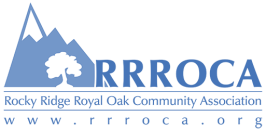 RRROCA
Rocky Ridge Royal Oak Community Association
www.rrroca.org